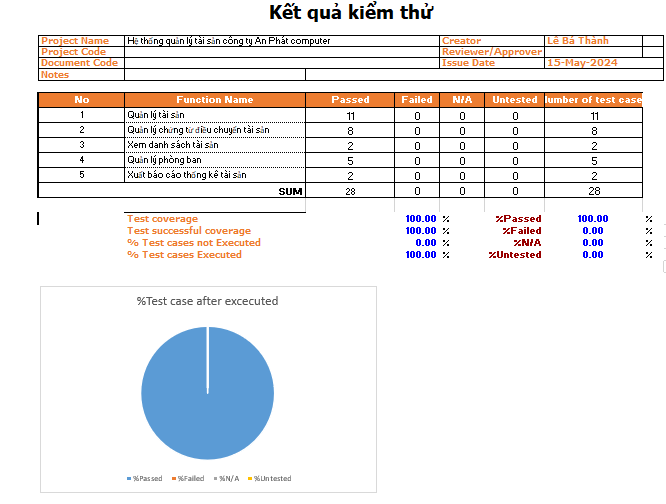 Kết quả kiểm thử
Project Name Hệ thống quản lý tài sản công ty An Phát computer Creator Lê Bá Thành
Project Code Reviewer/Approver
Document Code Issue Date 15-May-2024
Notes
No Function Name Passed Failed N/A Untested Number of test case
1 Quản lý tài sản 11 0 0 0 11
2 Quản lý chứng từ điều chuyển tài sản 8 0 0 0 8
3 Xem danh sách tài sản 2 0 0 0 2
4 Quản lý phòng ban 5 0 0 0 5
5 Xuất báo cáo thống kê tài sản 2 0 0 0 2
SUM 28 0 0 0 28
Test coverage 100.00 % %Passed 100.00 %
Test successful coverage 100.00 % %Failed 0.00 %
% Test cases not Executed 0.00 % %N/A 0.00 %
% Test cases Executed 100.00 % %Untested 0.00 %
%Test case after excecuted
%Passed %Failed %N/A %Untested